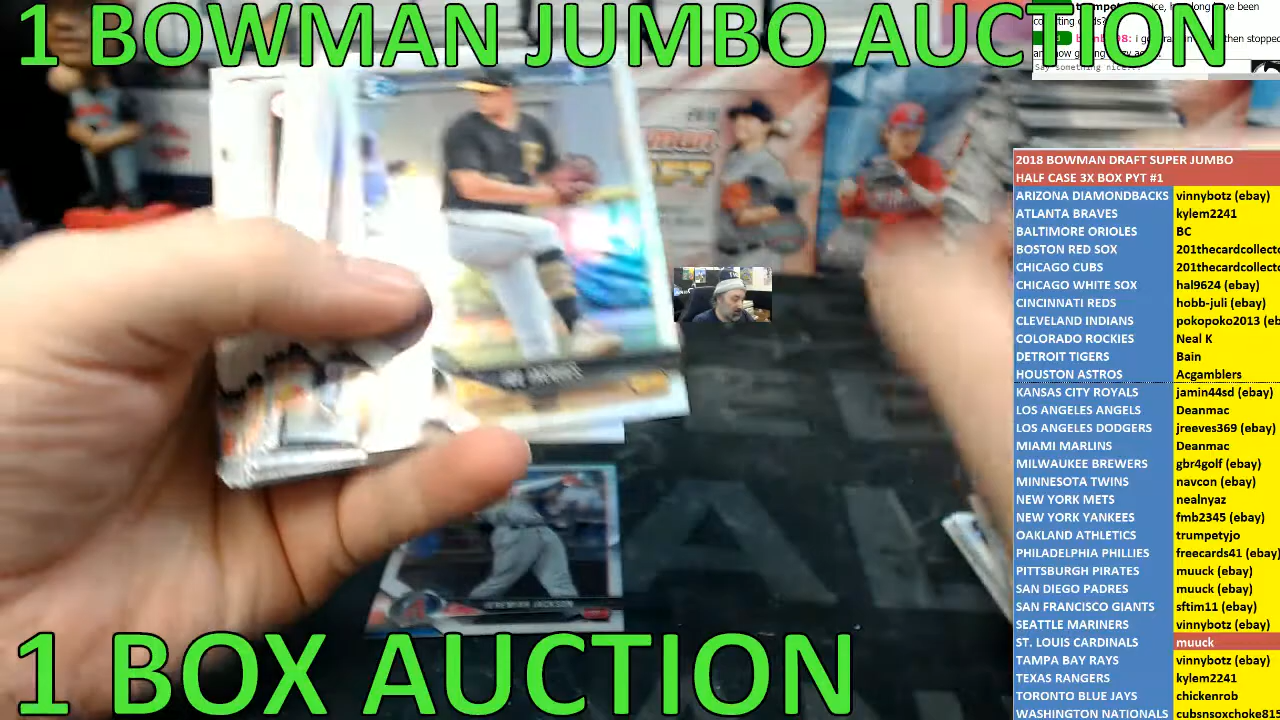 1 BOWMAN JUMBO AUCTION
Say something nice...
2018 BOWMAN DRAFT SUPER JUMBO
HALF CASE 3X BOX PYT #1
ARIZONA DIAMONDBACKS vinnybotz (ebay)
ATLANTA BRAVES kylem2241
BALTIMORE ORIOLES BC
BOSTON RED SOX 201thecardcollecto
CHICAGO CUBS 201thecardcollecto
CHICAGO WHITE SOX hal9624 (ebay)
CINCINNATI REDS hobb-juli (ebay)
CLEVELAND INDIANS pokopoko2013 (eb
COLORADO ROCKIES Neal K
DETROIT TIGERS Bain
HOUSTON ASTROS Acgamblers
KANSAS CITY ROYALS jamin44sd (ebay)
LOS ANGELES ANGELS Deanmac
LOS ANGELES DODGERS jreeves369 (ebay)
MIAMI MARLINS Deanmac
MILWAUKEE BREWERS gbr4golf (ebay)
MINNESOTA TWINS navcon (ebay)
NEW YORK METS nealnyaz
NEW YORK YANKEES fmb2345 (ebay)
OAKLAND ATHLETICS trumpetyjo
PHILADELPHIA PHILLIES freecards41 (ebay)
PITTSBURGH PIRATES muuck (ebay)
SAN DIEGO PADRES muuck (ebay)
SAN FRANCISCO GIANTS sftim11 (ebay)
SEATTLE MARINERS vinnybotz (ebay)
ST. LOUIS CARDINALS muuck
TAMPA BAY RAYS vinnybotz (ebay)
TEXAS RANGERS kylem2241
TORONTO BLUE JAYS chickenrob
WASHINGTON NATIONALS cubsnsoxchoke815
JEREMIAH JACKSON
1 BOX AUCTION